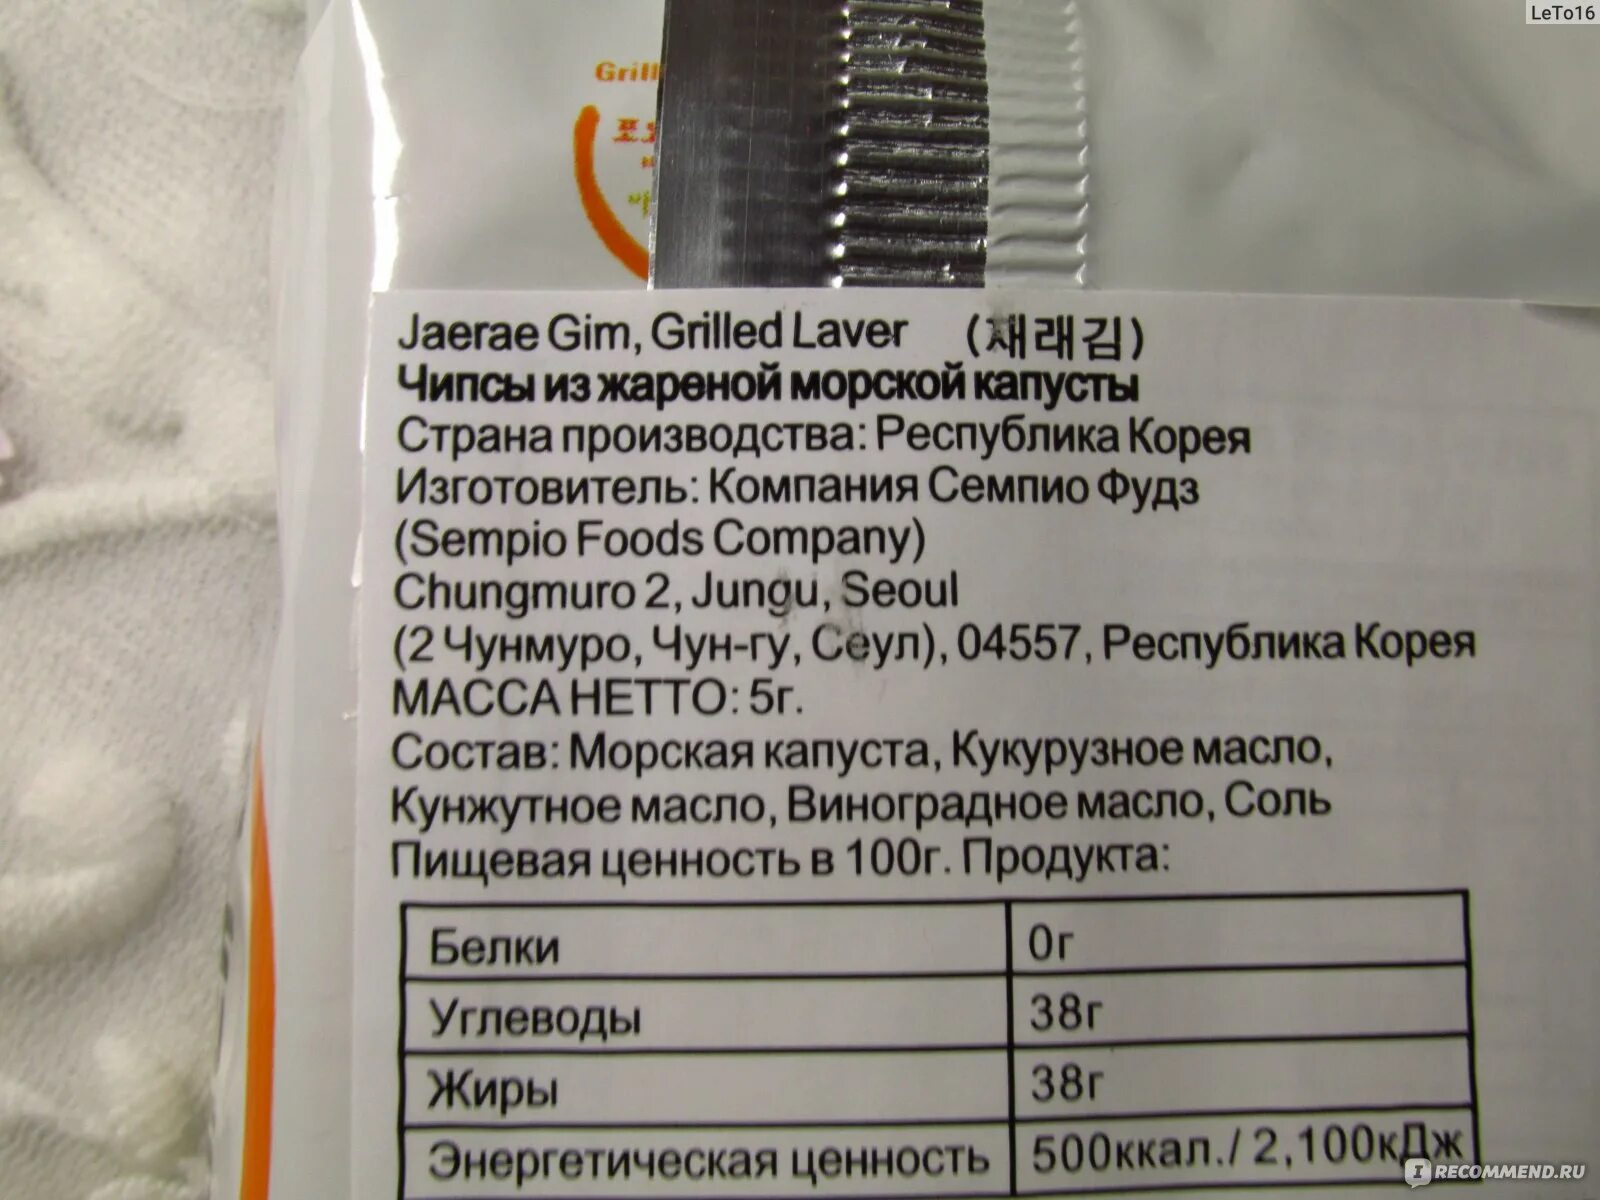 LeTo16
Grill
Jaerae Gim, Grilled Laver (재래김)
Чипсы из жареной морской капусты
Страна производства: Республика Корея
Изготовитель: Компания Семпио Фудз
(Sempio Foods Company)
Chungmuro 2, Jungu, Seoul
(2 Чунмуро, Чун-гу, Сеул), 04557, Республика Корея
МАССА НЕТТО: 5г.
Состав: Морская капуста, Кукурузное масло,
Кунжутное масло, Виноградное масло, Соль
Пищевая ценность в 100г. Продукта:
Белки 0г
Углеводы 38г
Жиры 38г
Энергетическая ценность 500ккал./ 2,100кДж
RECOMMEND.RU